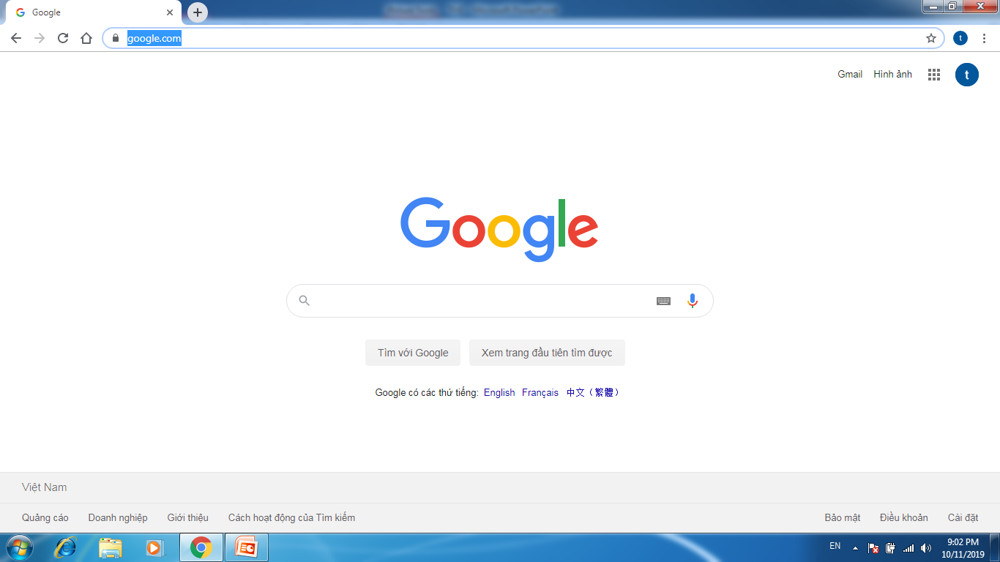 Google
google.com
t
Gmail Hình ảnh t
Google
Tìm với Google Xem trang đầu tiên tìm được
Google có các thứ tiếng: English Français 中文（繁體）
Việt Nam
Quảng cáo Doanh nghiệp Giới thiệu Cách hoạt động của Tìm kiếm Bảo mật Điều khoản Cài đặt
EN 9:02 PM
10/11/2019